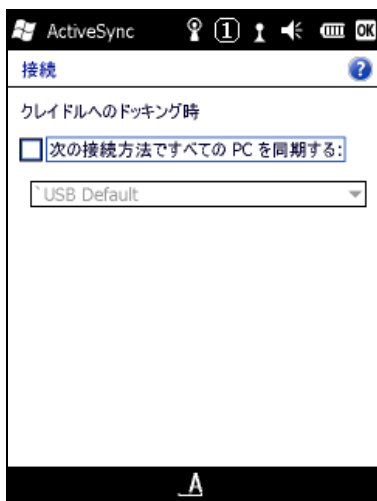 ActiveSync 1 OK
接続 ?
クレイドルへのドッキング時
次の接続方法ですべての PC を同期する:
`USB Default
A